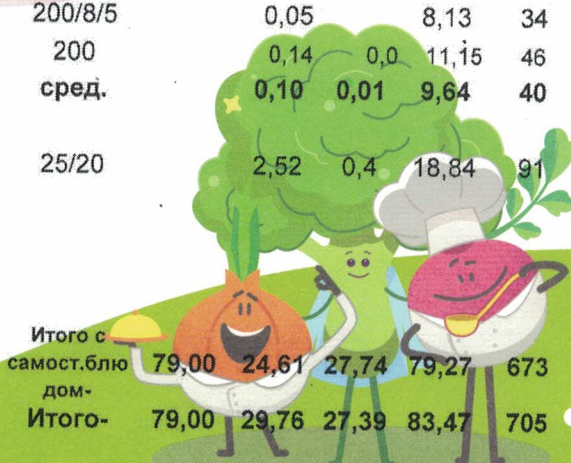 200/8/5 0,05 8,13 34
200 0,14 0,0 11,15 46
сред. 0,10 0,01 9,64 40
25/20 2,52 0,4 18,84 91
Итого с
самост.блю 79,00 24,61 27,74 79,27 673
дом-
Итого- 79,00 29,76 27,39 83,47 705